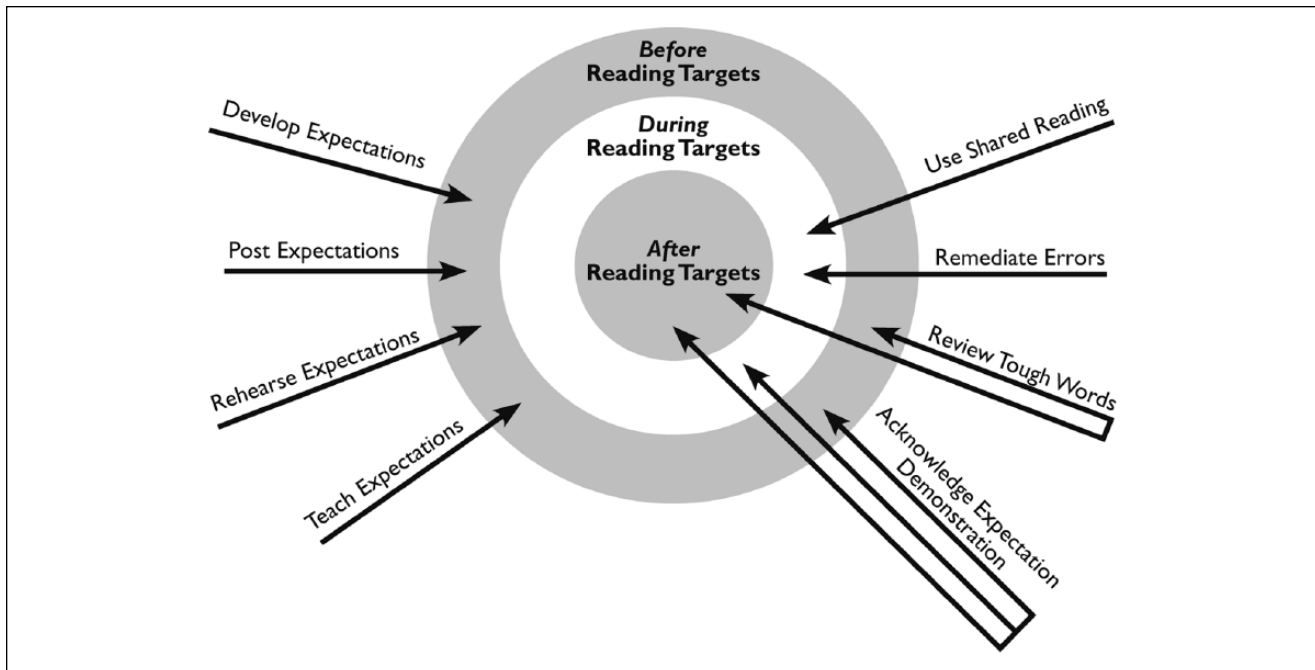 Before
Reading Targets
During
Reading Targets
After
Reading Targets
Develop Expectations
Post Expectations
Rehearse Expectations
Teach Expectations
Use Shared Reading
Remediate Errors
Review Tough Words
Acknowledge Expectation
Demonstration